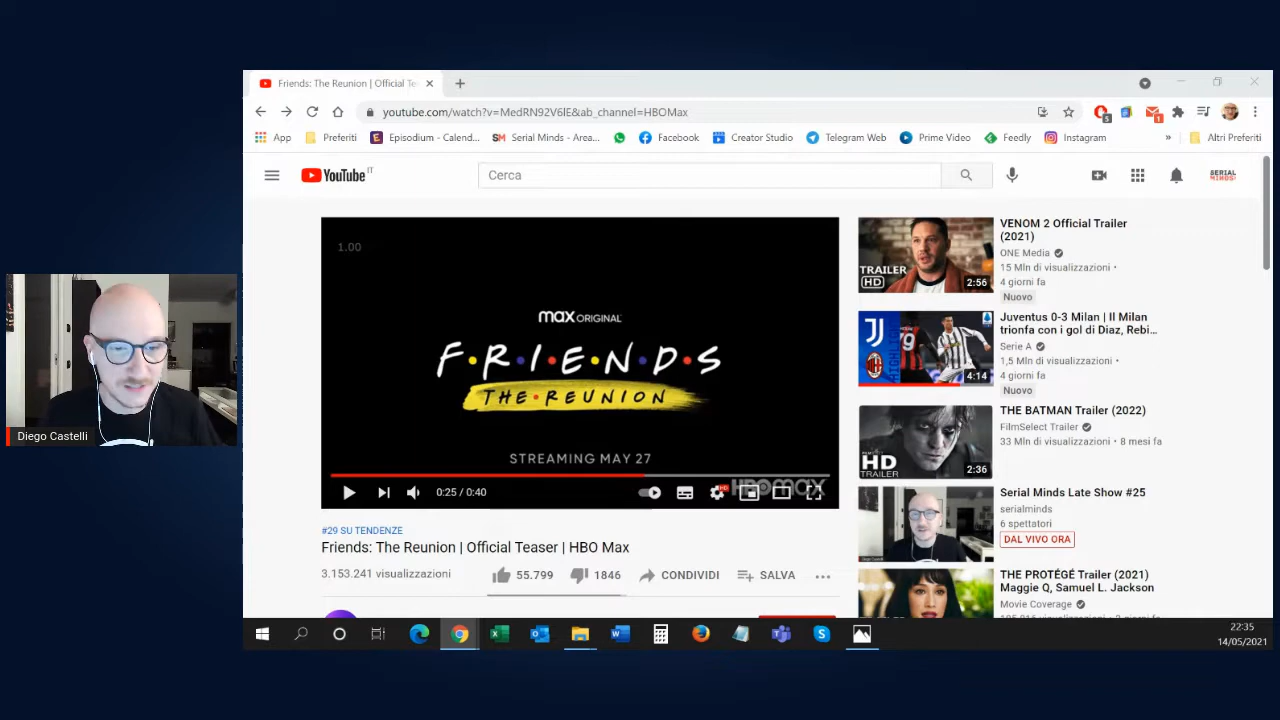 Friends: The Reunion | Official Te
youtube.com/watch?v=MedRN92V6lE&ab_channel=HBOMax
5
1
App
Preferiti
Episodium - Calend...
Serial Minds - Area...
Facebook
Creator Studio
Telegram Web
Prime Video
Feedly
Instagram
»
Altri Preferiti
YouTube IT
Cerca
SERIAL MINDS!
1.00
max ORIGINAL
F·R·I·E·N·D·S
THE·REUNION
STREAMING MAY 27
HBOMAX
0:25 / 0:40
HD
#29 SU TENDENZE
Friends: The Reunion | Official Teaser | HBO Max
3.153.241 visualizzazioni
55.799
1846
CONDIVIDI
SALVA
TRAILER
HD
2:56
VENOM 2 Official Trailer
(2021)
ONE Media
15 Mln di visualizzazioni •
4 giorni fa
Nuovo
4:14
Juventus 0-3 Milan | Il Milan
trionfa con i gol di Diaz, Rebi...
Serie A
1,5 Mln di visualizzazioni •
4 giorni fa
Nuovo
HD
TRAILER
2:36
THE BATMAN Trailer (2022)
FilmSelect Trailer
33 Mln di visualizzazioni • 8 mesi fa
Serial Minds Late Show #25
serialminds
6 spettatori
DAL VIVO ORA
THE PROTÉGÉ Trailer (2021)
Maggie Q, Samuel L. Jackson
Movie Coverage
Diego Castelli
22:35
14/05/2021